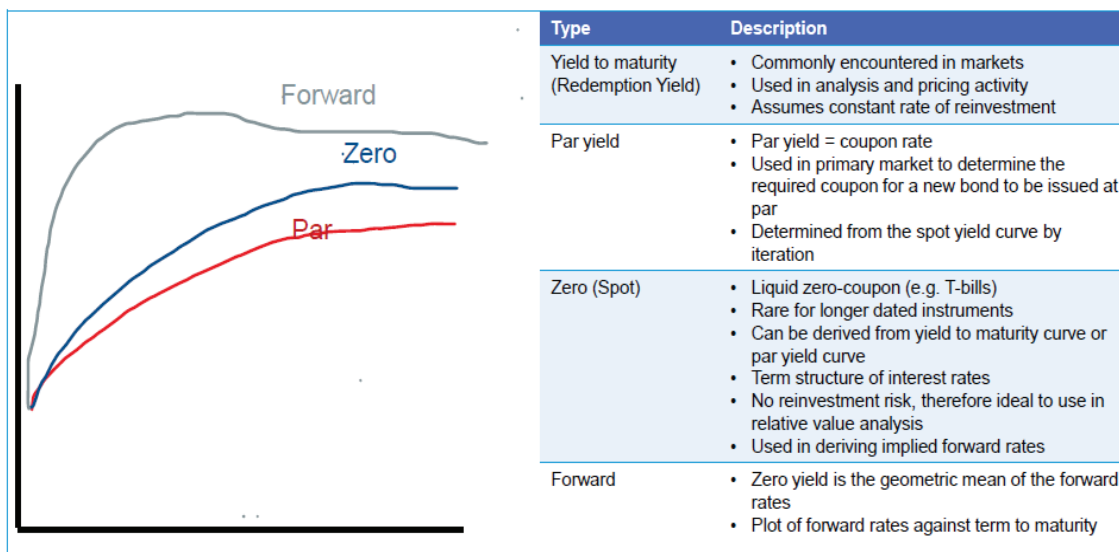 Forward
Zero
Par
Type Description
Yield to maturity
(Redemption Yield)
• Commonly encountered in markets
• Used in analysis and pricing activity
• Assumes constant rate of reinvestment
Par yield
• Par yield = coupon rate
• Used in primary market to determine the
required coupon for a new bond to be issued at
par
• Determined from the spot yield curve by
iteration
Zero (Spot)
• Liquid zero-coupon (e.g. T-bills)
• Rare for longer dated instruments
• Can be derived from yield to maturity curve or
par yield curve
• Term structure of interest rates
• No reinvestment risk, therefore ideal to use in
relative value analysis
• Used in deriving implied forward rates
Forward
• Zero yield is the geometric mean of the forward
rates
• Plot of forward rates against term to maturity